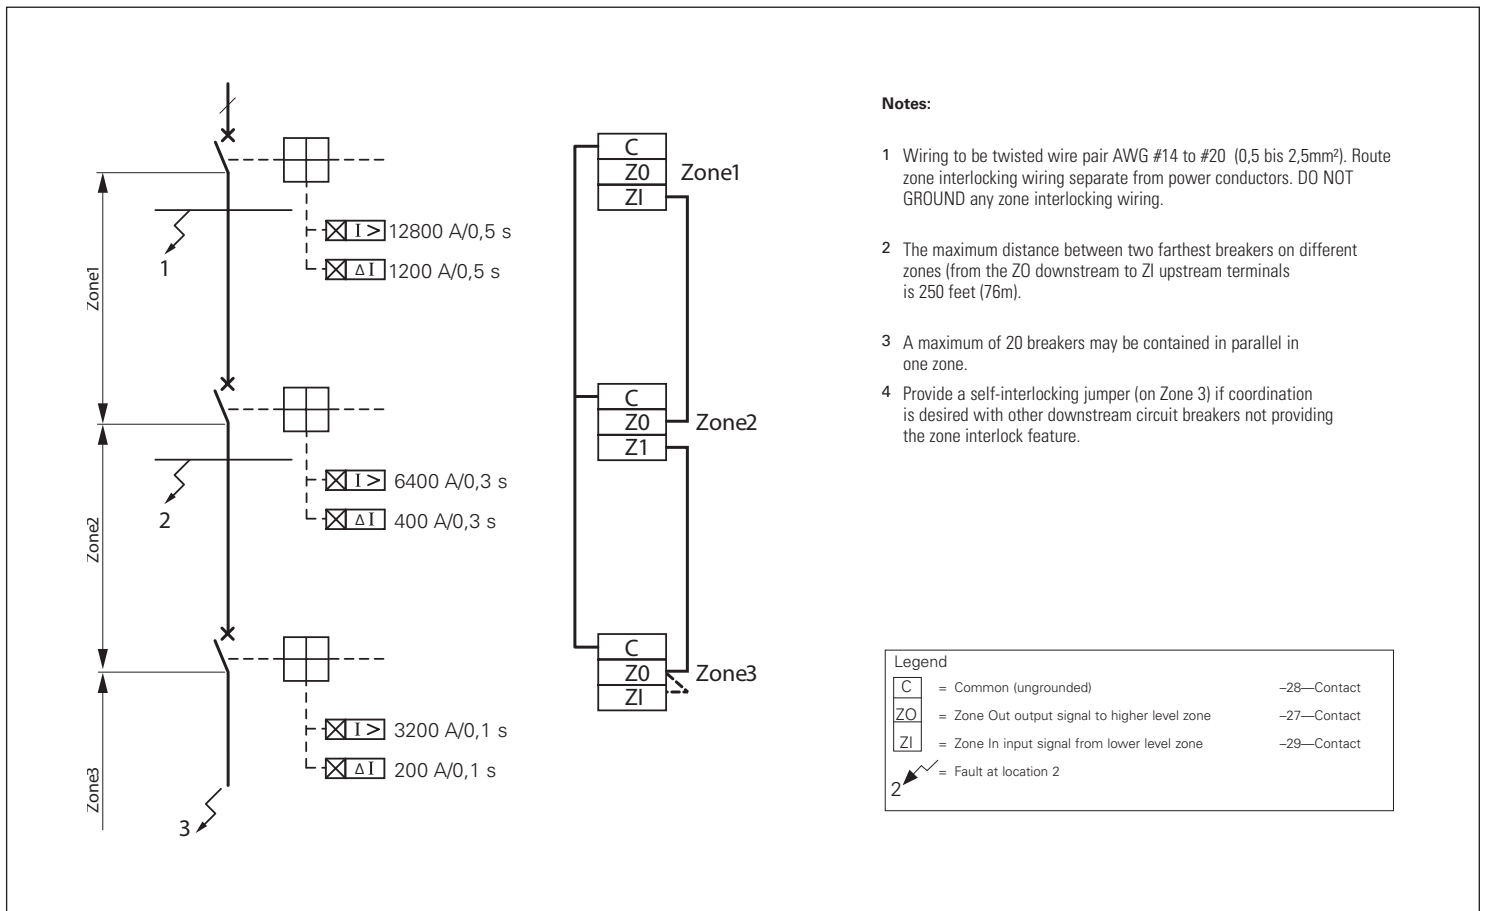 Zone1
1
I >
12800 A/0,5 s
Δ I
1200 A/0,5 s
Zone2
2
I >
6400 A/0,3 s
Δ I
400 A/0,3 s
Zone3
3
I >
3200 A/0,1 s
Δ I
200 A/0,1 s
C
Z0
ZI
Zone1
C
Z0
Z1
Zone2
C
Z0
ZI
Zone3
Notes:
1 Wiring to be twisted wire pair AWG #14 to #20 (0,5 bis 2,5mm²). Route
zone interlocking wiring separate from power conductors. DO NOT
GROUND any zone interlocking wiring.
2 The maximum distance between two farthest breakers on different
zones (from the ZO downstream to ZI upstream terminals
is 250 feet (76m).
3 A maximum of 20 breakers may be contained in parallel in
one zone.
4 Provide a self-interlocking jumper (on Zone 3) if coordination
is desired with other downstream circuit breakers not providing
the zone interlock feature.
Legend
C = Common (ungrounded) –28—Contact
ZO = Zone Out output signal to higher level zone –27—Contact
ZI = Zone In input signal from lower level zone –29—Contact
2 = Fault at location 2